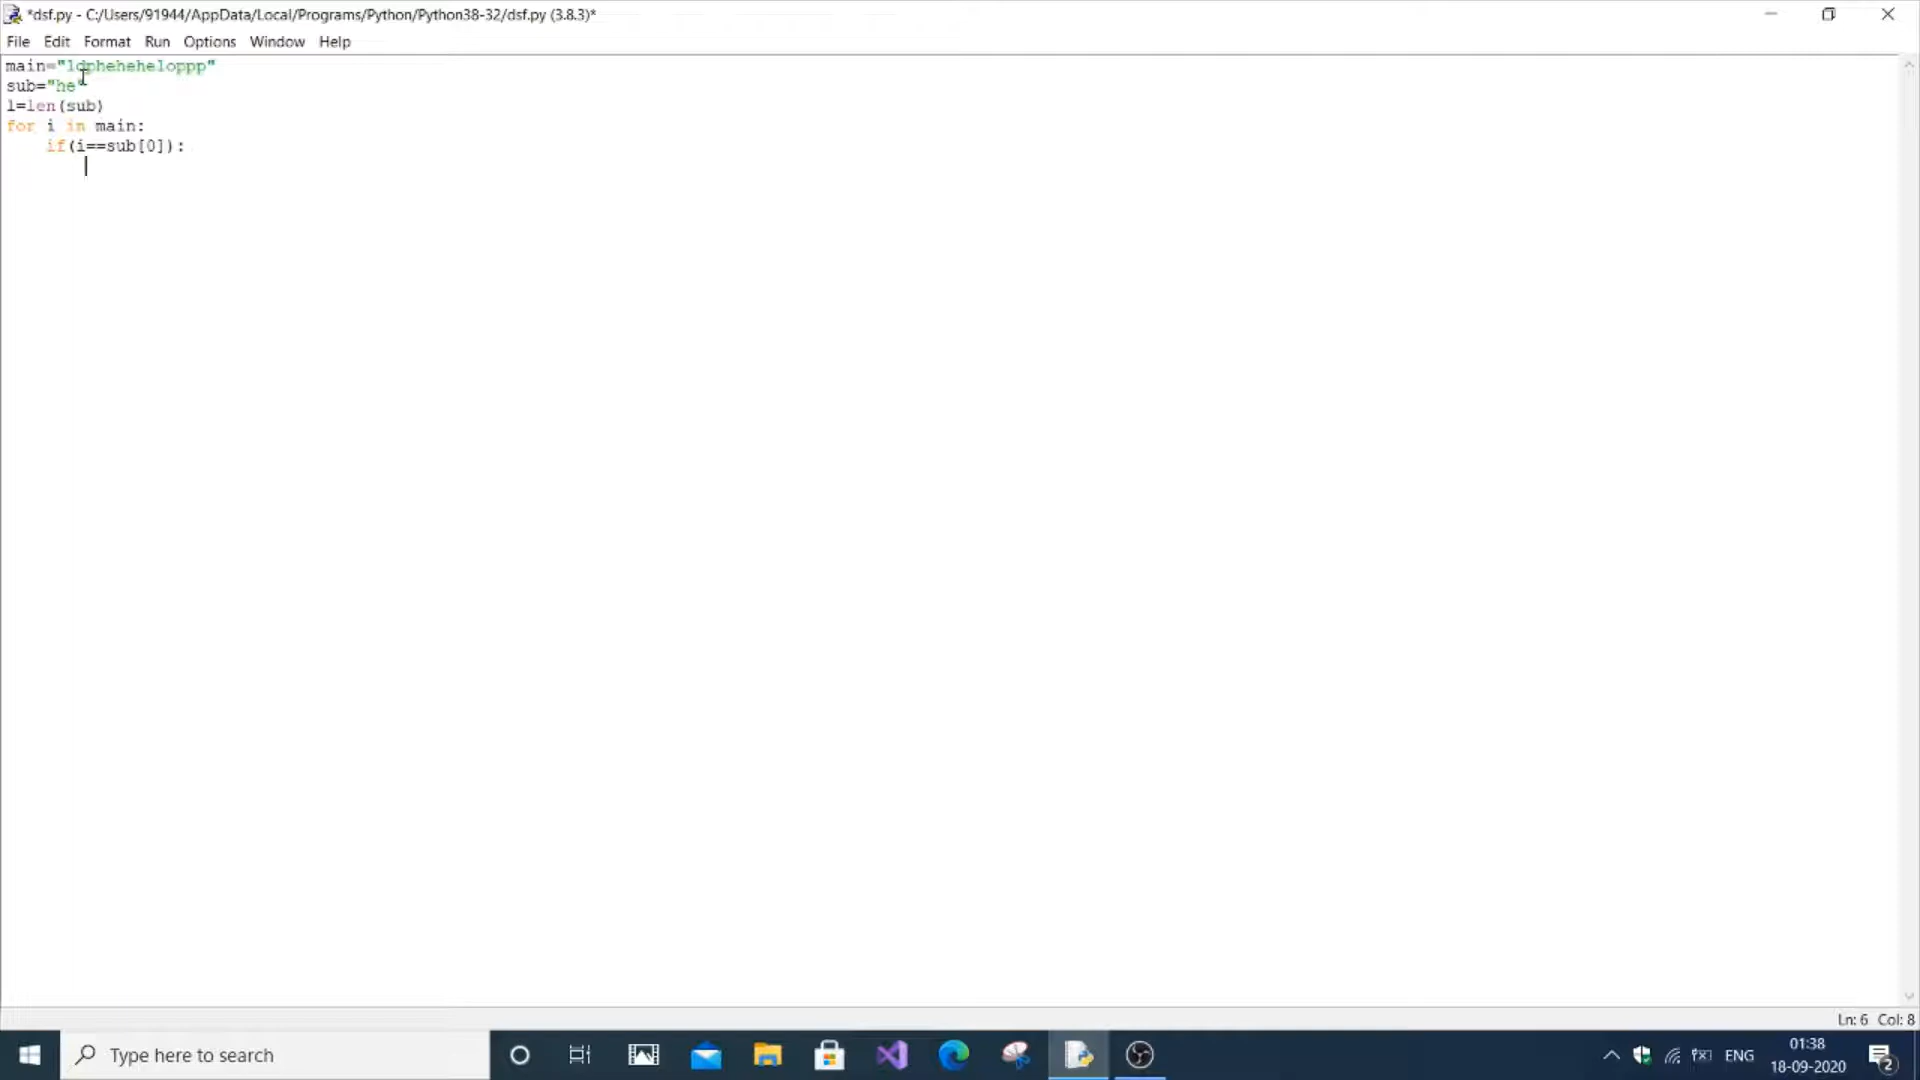 *dsf.py - C:/Users/91944/AppData/Local/Programs/Python/Python38-32/dsf.py (3.8.3)*
File Edit Format Run Options Window Help
main="ldpheheheloppp"
sub="he"
l=len(sub)
for i in main:
if(i==sub[0]):
Ln: 6 Col: 8
Type here to search
ENG
01:38
18-09-2020
2